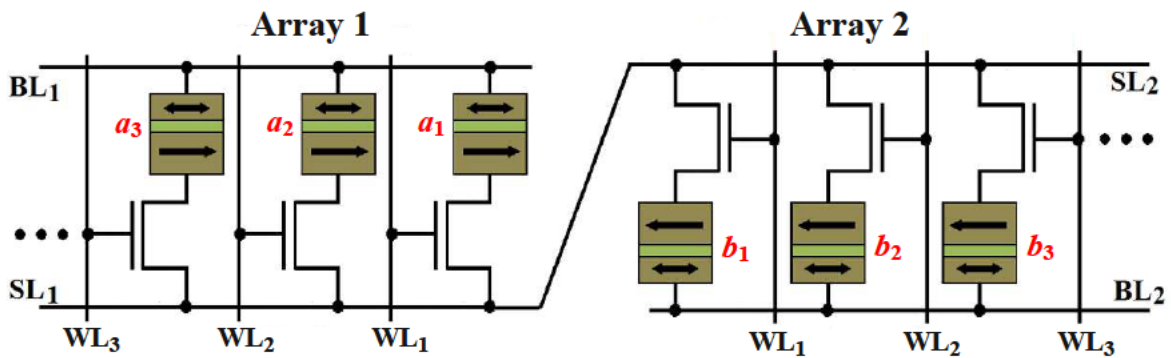 Array 1
Array 2
BL₁
SL₂
a₃
a₂
a₁
b₁
b₂
b₃
SL₁
BL₂
WL₃
WL₂
WL₁
WL₁
WL₂
WL₃